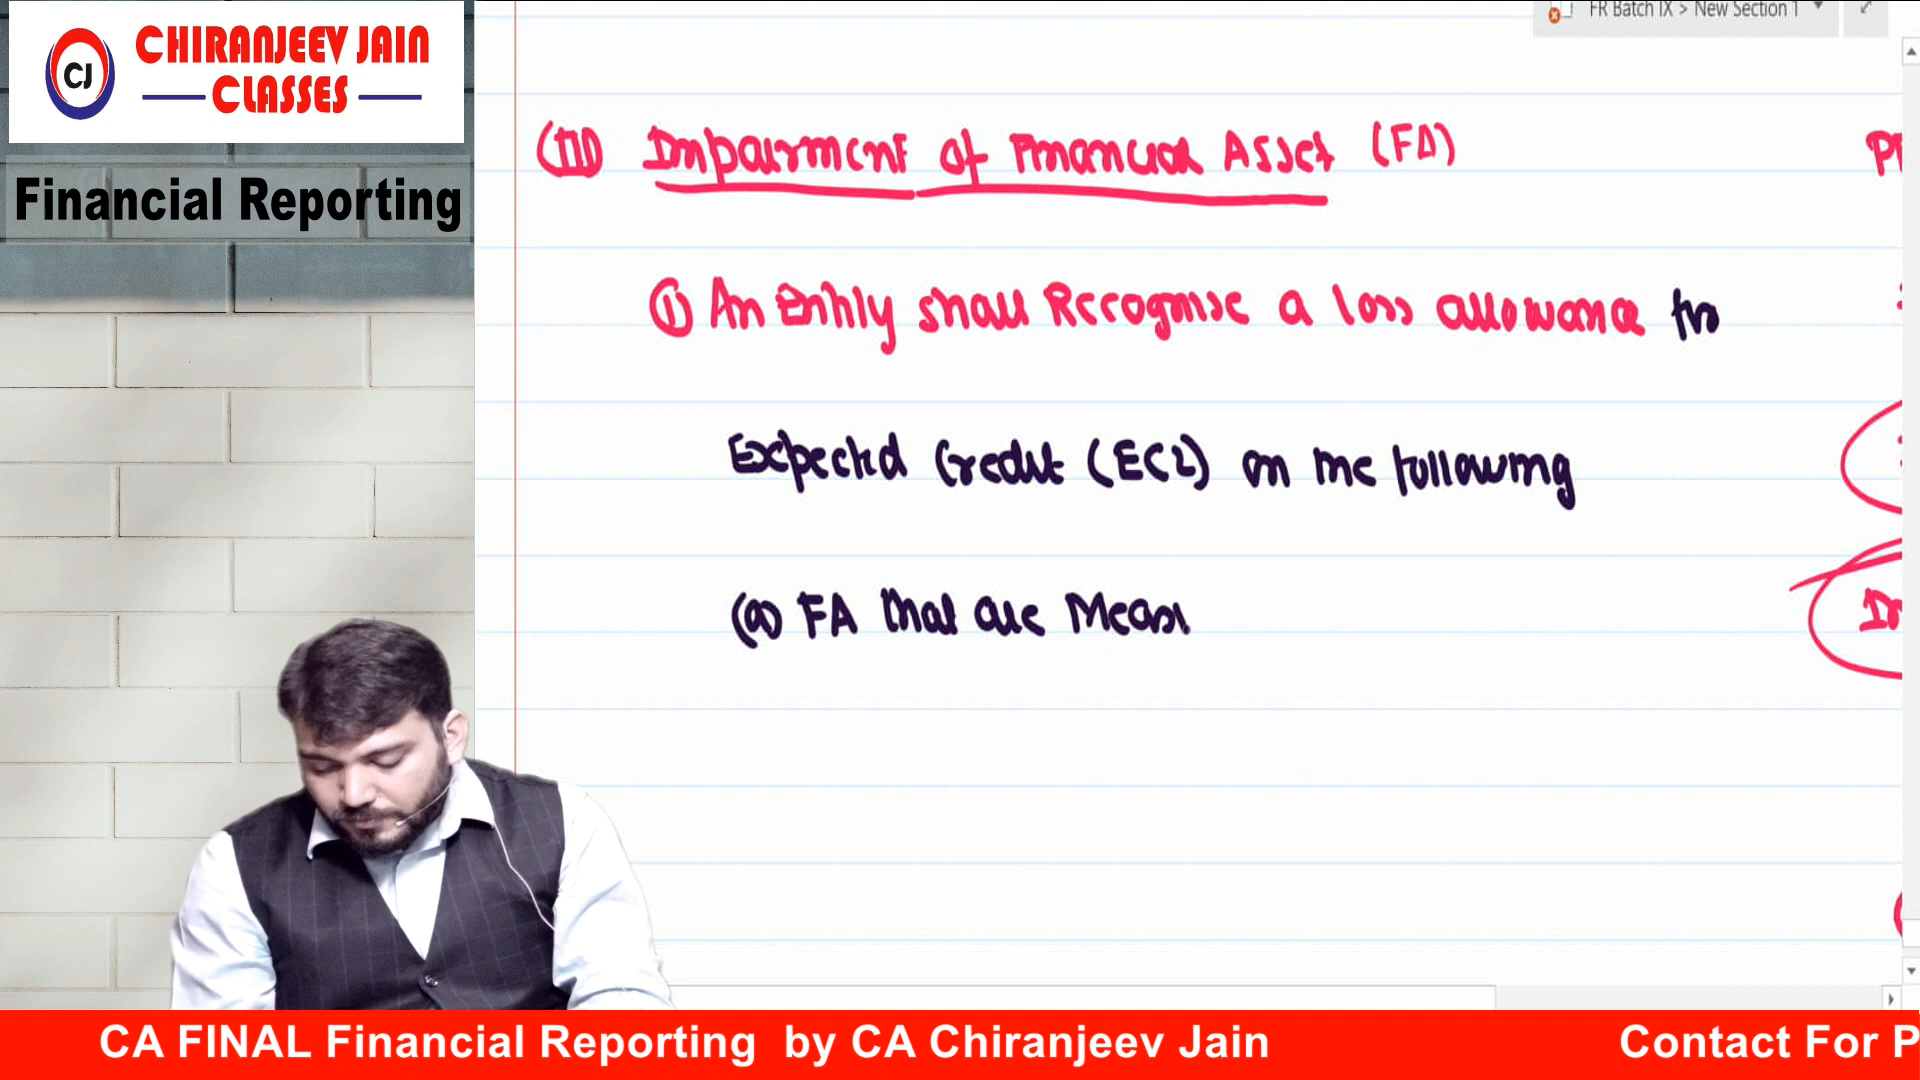 CHIRANJEEV JAIN
CLASSES
CJ
Financial Reporting
FR Batch IX > New Section 1
(III) Impairment of Financial Asset (FA)
(1) An Entity shall Recognise a loss allowance for
Expected Credit (ECL) on the following
(a) FA that are Measu
CA FINAL Financial Reporting by CA Chiranjeev Jain
Contact For P